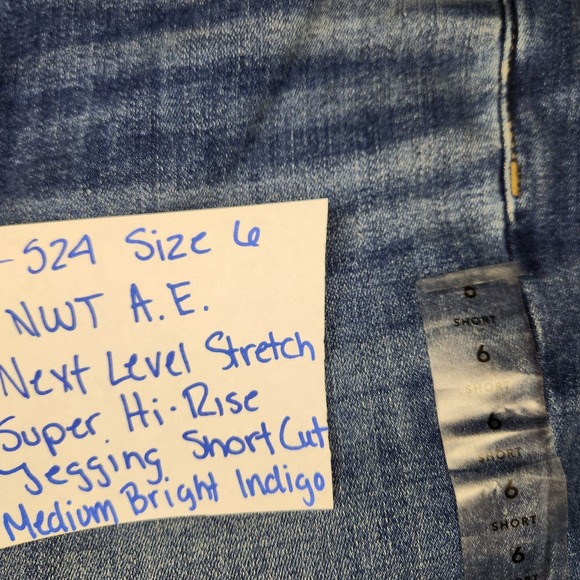 -524 Size 6
NWT A.E.
Next Level Stretch
Super Hi-Rise
Jegging Short Cut
Medium Bright Indigo
6
SHORT
6
SHORT
6
SHORT
6
SHORT
6